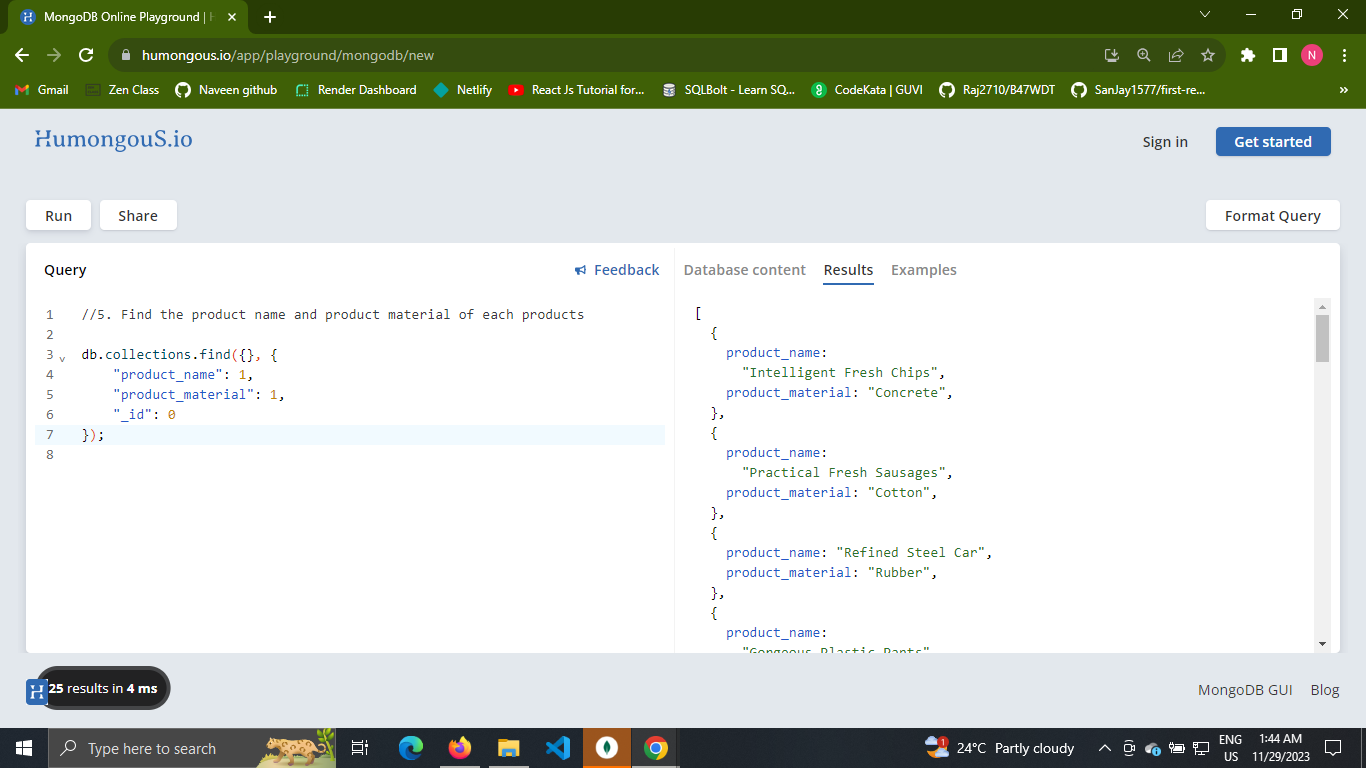 MongoDB Online Playground |
humongous.io/app/playground/mongodb/new
N
Gmail
Zen Class
Naveen github
Render Dashboard
Netlify
React Js Tutorial for...
SQLBolt - Learn SQ...
CodeKata | GUVI
Raj2710/B47WDT
SanJay1577/first-re...
»
HumongouS.io
Sign in
Get started
Run
Share
Format Query
Query
Feedback
1 //5. Find the product name and product material of each products
2
3 db.collections.find({}, {
4 "product_name": 1,
5 "product_material": 1,
6 "_id": 0
7 });
8
Database content
Results
Examples
[
{
product_name:
"Intelligent Fresh Chips",
product_material: "Concrete",
},
{
product_name:
"Practical Fresh Sausages",
product_material: "Cotton",
},
{
product_name: "Refined Steel Car",
product_material: "Rubber",
},
{
product_name:
"Gorgeous Plastic Pants"
H
25 results in 4 ms
MongoDB GUI
Blog
Type here to search
1
24°C Partly cloudy
ENG
US
1:44 AM
11/29/2023